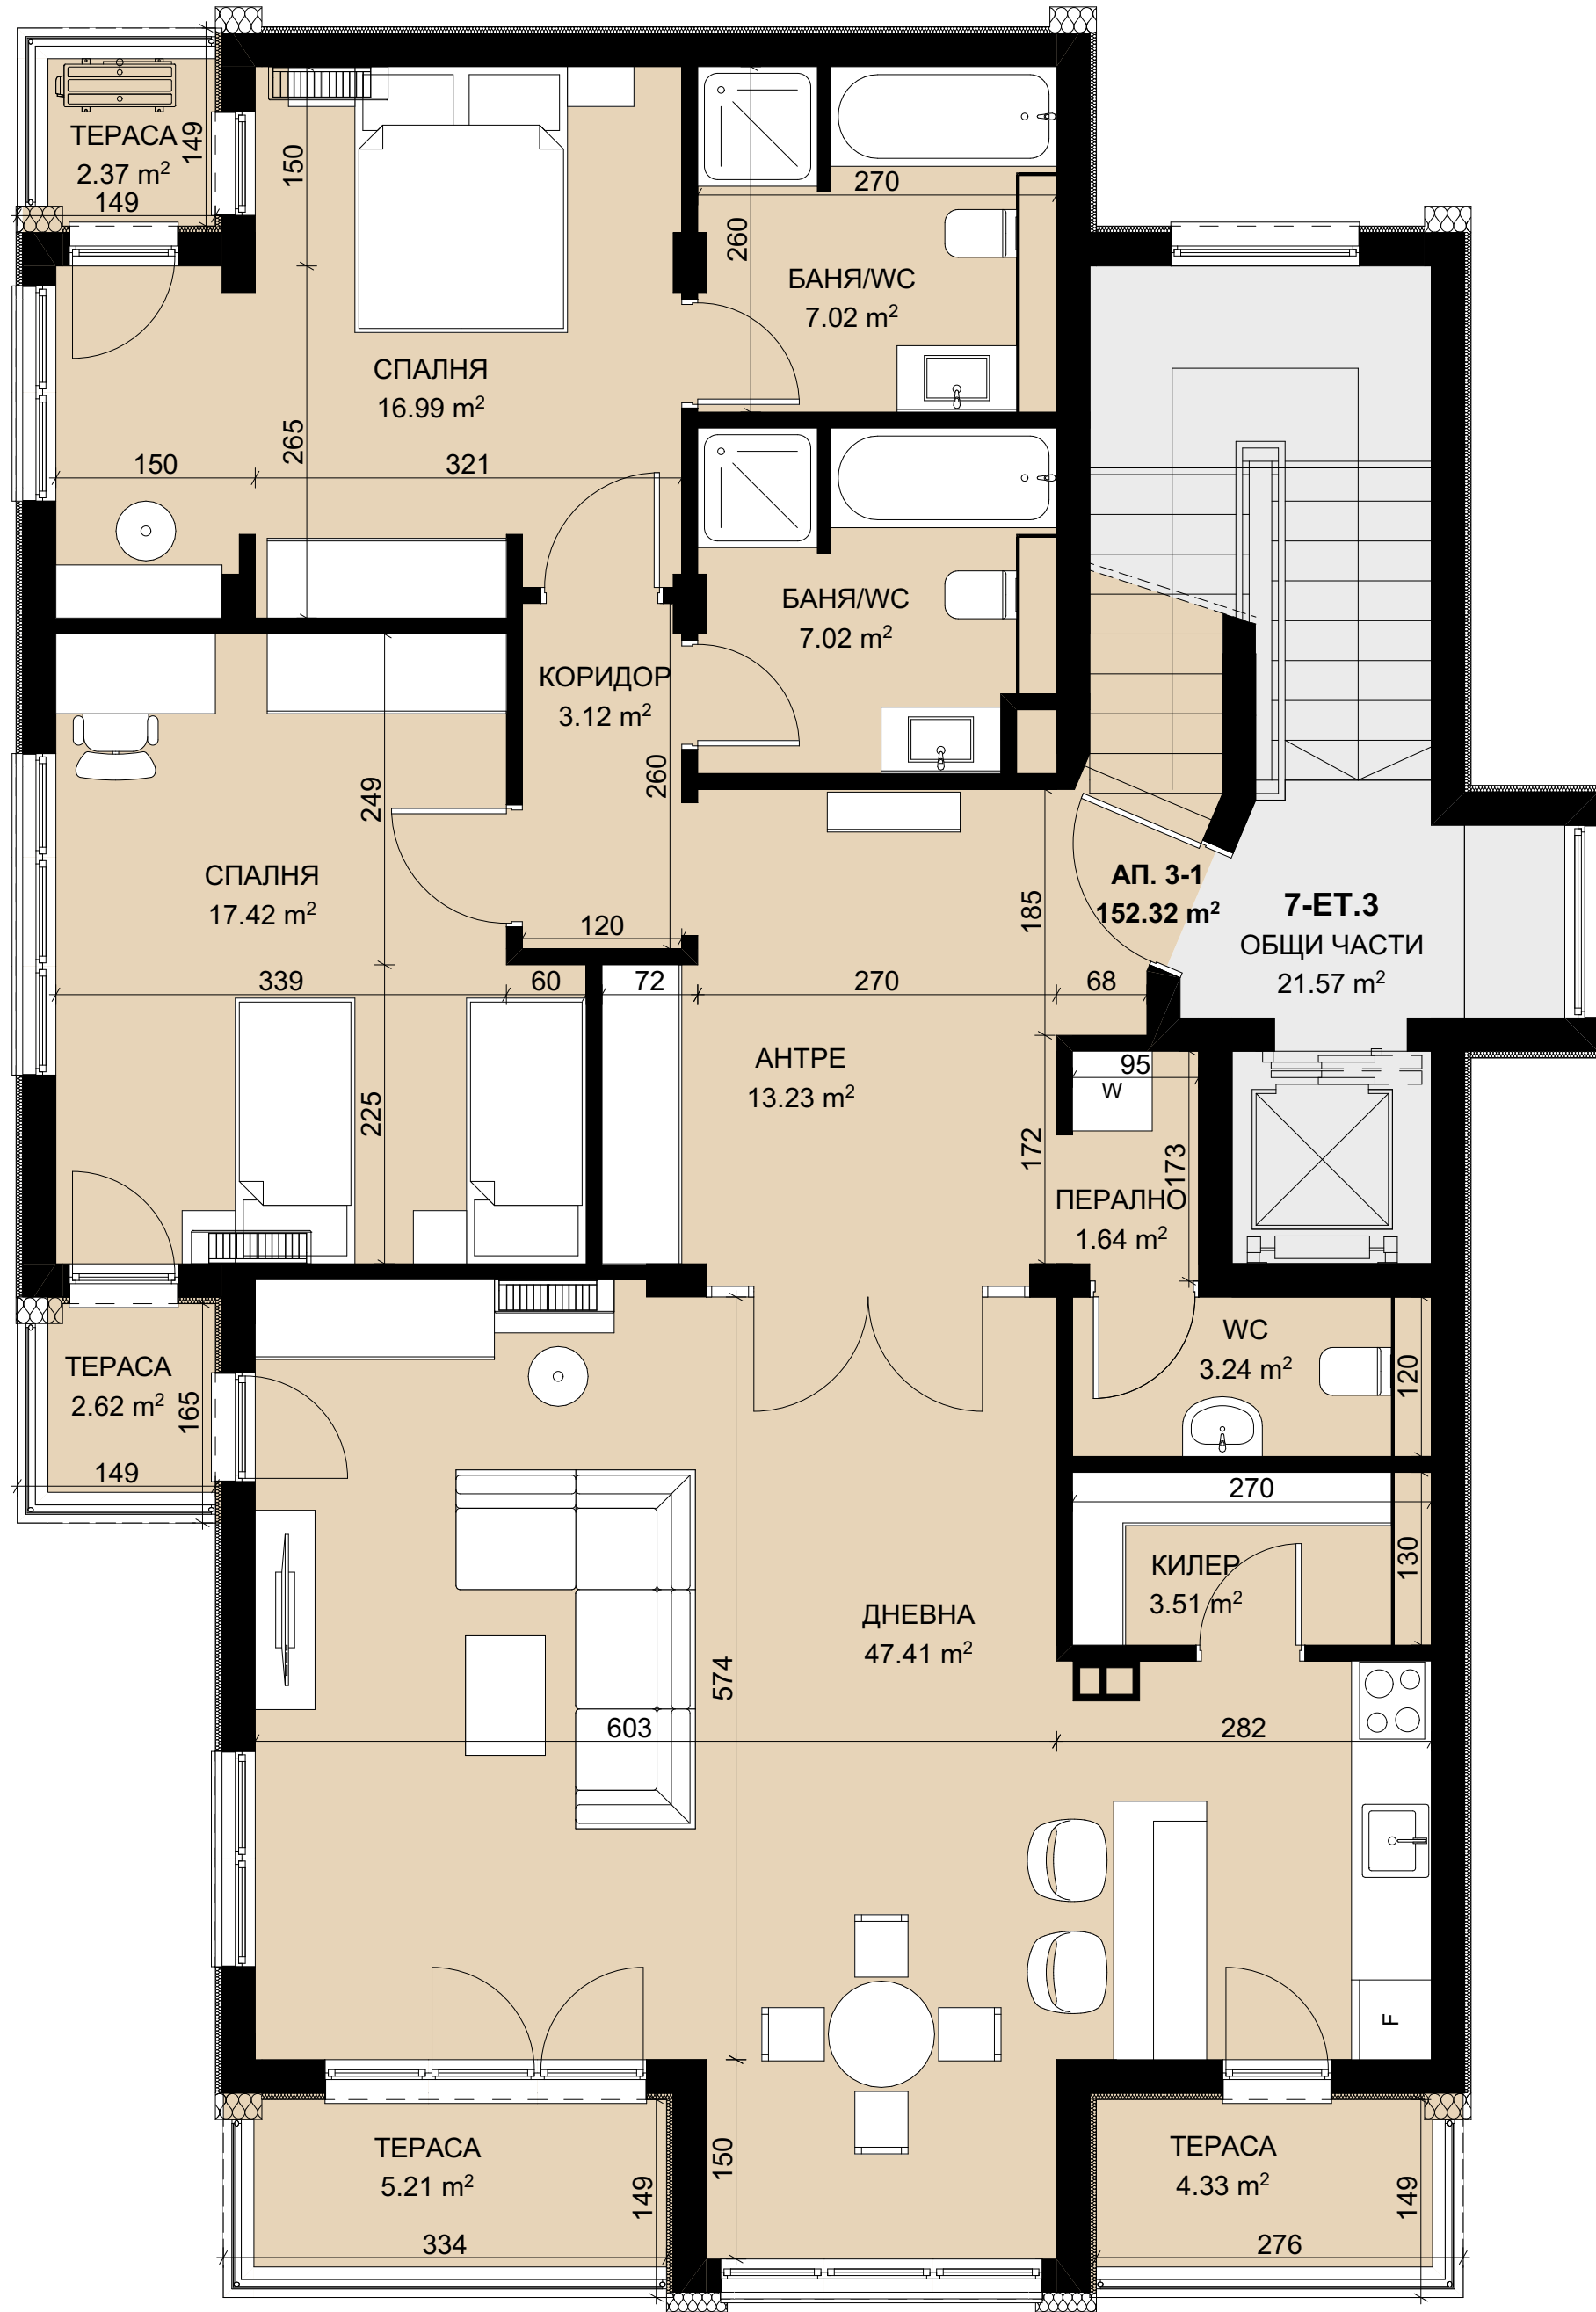 ТЕРАСА
2.37 m²
149
149
150
270
260
БАНЯ/WC
7.02 m²
СПАЛНЯ
16.99 m²
265
150
321
БАНЯ/WC
7.02 m²
КОРИДОР
3.12 m²
260
249
СПАЛНЯ
17.42 m²
120
185
АП. 3-1
152.32 m²
7-ЕТ.3
ОБЩИ ЧАСТИ
21.57 m²
339
60
72
270
68
АНТРЕ
13.23 m²
95
W
225
172
173
ПЕРАЛНО
1.64 m²
WC
3.24 m²
120
ТЕРАСА
2.62 m²
165
149
270
130
КИЛЕР
3.51 m²
ДНЕВНА
47.41 m²
574
603
282
F
ТЕРАСА
5.21 m²
149
334
150
ТЕРАСА
4.33 m²
149
276